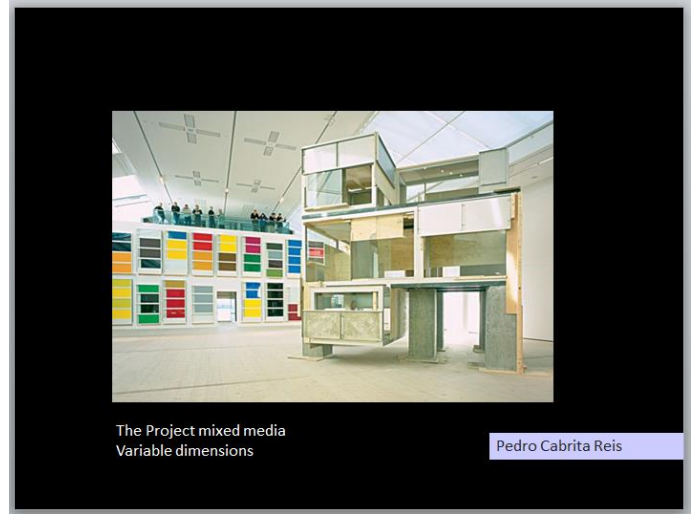 The Project mixed media
Variable dimensions
Pedro Cabrita Reis